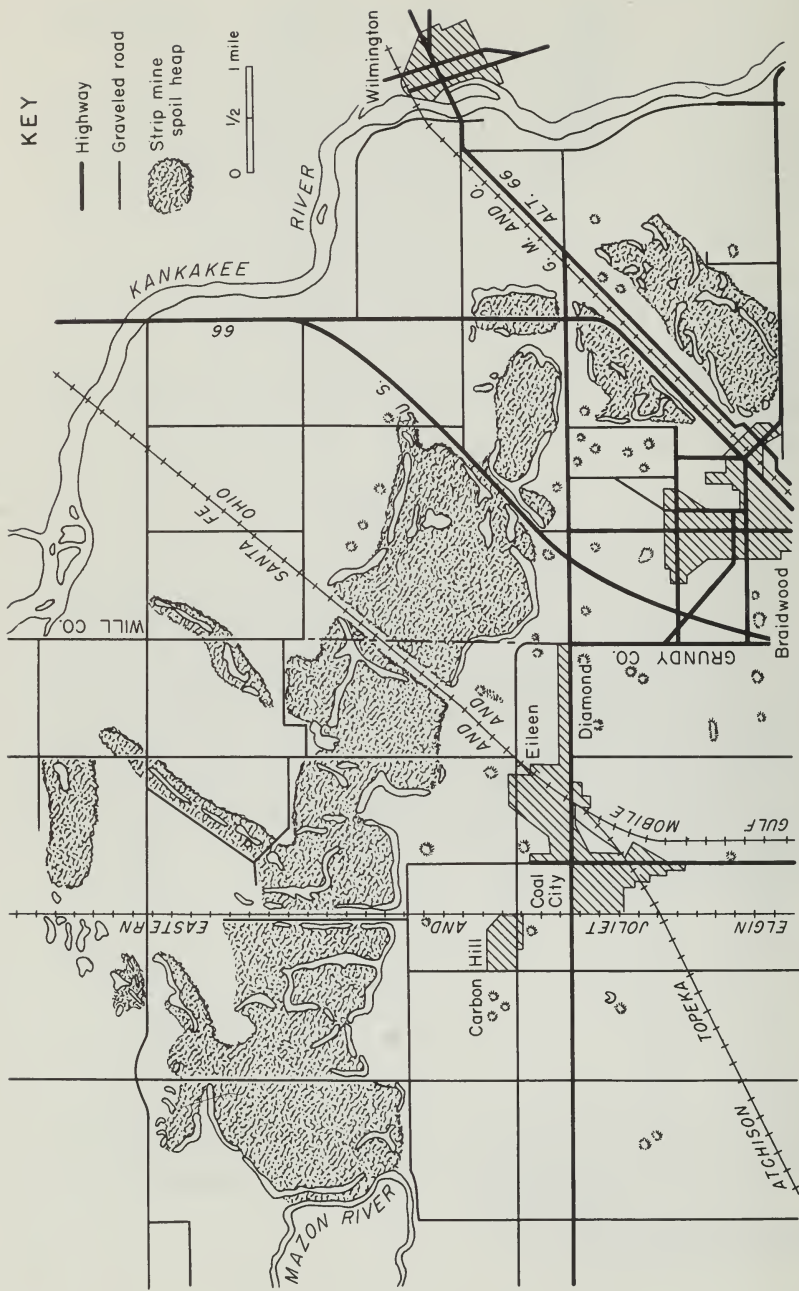 KEY
Highway
Graveled road
Strip mine
spoil heap
0 1/2 1 mile
Wilmington
KANKAKEE
RIVER
66
U. S.
G. M. AND O.
ALT. 66
SANTA FE
OHIO
WILL CO.
GRUNDY CO.
Braidwood
AND
AND
Eileen
Diamond
Coal
City
Carbon Hill
GULF
MOBILE
ELGIN
JOLIET
AND
EASTERN
ATCHISON
TOPEKA
MAZON RIVER